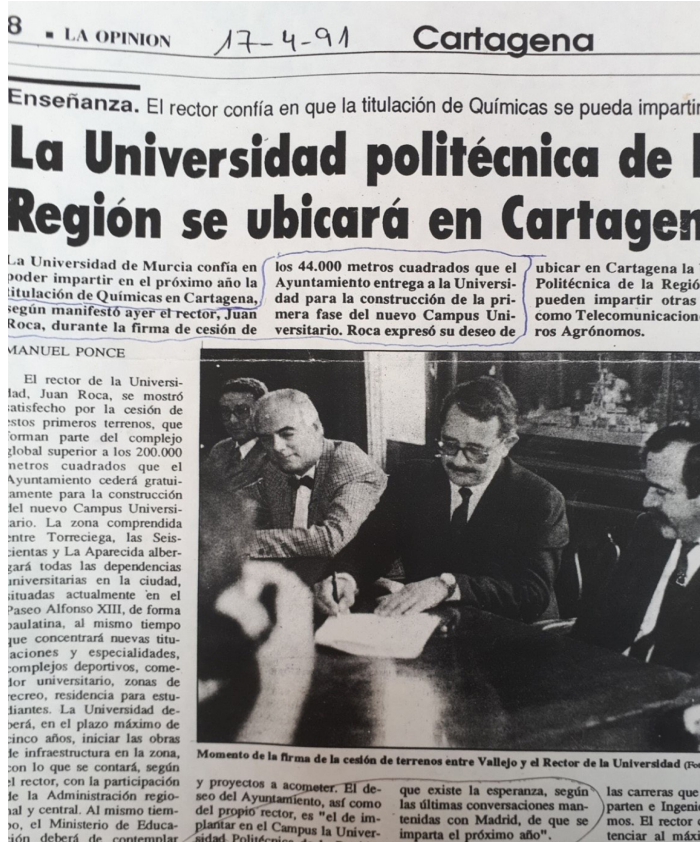 8 ▪ LA OPINION 17-4-91 Cartagena
Enseñanza. El rector confía en que la titulación de Químicas se pueda impartir
La Universidad politécnica de l
Región se ubicará en Cartagen
La Universidad de Murcia confía en
poder impartir en el próximo año la
titulación de Químicas en Cartagena,
según manifestó ayer el rector, Juan
Roca, durante la firma de cesión de
los 44.000 metros cuadrados que el
Ayuntamiento entrega a la Universi-
dad para la construcción de la pri-
mera fase del nuevo Campus Uni-
versitario. Roca expresó su deseo de
ubicar en Cartagena la
Politécnica de la Regió
pueden impartir otras
como Telecomunicacion
ros Agrónomos.
MANUEL PONCE
El rector de la Universi-
dad, Juan Roca, se mostró
satisfecho por la cesión de
estos primeros terrenos, que
forman parte del complejo
global superior a los 200.000
metros cuadrados que el
Ayuntamiento cederá gratui-
tamente para la construcción
del nuevo Campus Universi-
tario. La zona comprendida
entre Torreciega, las Seis-
cientas y La Aparecida alber-
gará todas las dependencias
universitarias en la ciudad,
situadas actualmente en el
Paseo Alfonso XIII, de forma
paulatina, al mismo tiempo
que concentrará nuevas titu-
laciones y especialidades,
complejos deportivos, come-
dor universitario, zonas de
recreo, residencia para estu-
diantes. La Universidad de-
berá, en el plazo máximo de
cinco años, iniciar las obras
de infraestructura en la zona,
con lo que se contará, según
el rector, con la participación
de la Administración regio-
nal y central. Al mismo tiem-
po, el Ministerio de Educa-
ción deberá de contemplar
Momento de la firma de la cesión de terrenos entre Vallejo y el Rector de la Universidad (Fo
y proyectos a acometer. El de-
seo del Ayuntamiento, así como
del propio rector, es "el de im-
plantar en el Campus la Univer-
sidad Politécnica de
que existe la esperanza, según
las últimas conversaciones man-
tenidas con Madrid, de que se
imparta el próximo año".
las carreras que
parten e Ingenie
mos. El rector c
tenciar al máxi